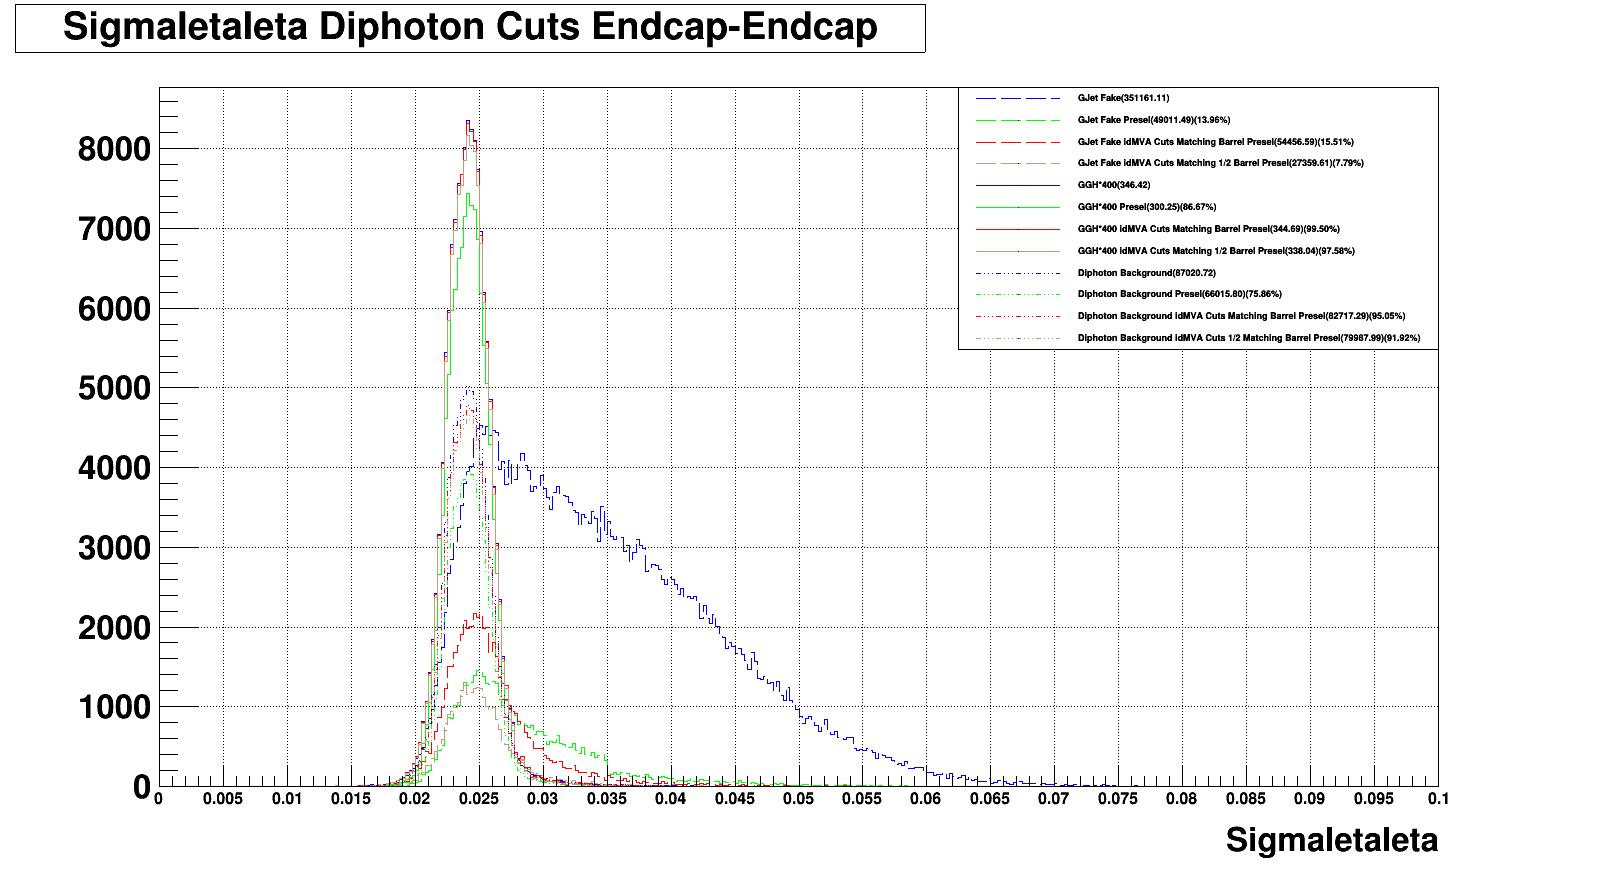 Sigmaletaleta Diphoton Cuts Endcap-Endcap
GJet Fake(351161.11)
GJet Fake Presel(49011.49)(13.96%)
GJet Fake idMVA Cuts Matching Barrel Presel(54456.59)(15.51%)
GJet Fake idMVA Cuts Matching 1/2 Barrel Presel(27359.61)(7.79%)
GGH*400(346.42)
GGH*400 Presel(300.25)(86.67%)
GGH*400 idMVA Cuts Matching Barrel Presel(344.69)(99.50%)
GGH*400 idMVA Cuts Matching 1/2 Barrel Presel(338.04)(97.58%)
Diphoton Background(87020.72)
Diphoton Background Presel(66015.80)(75.86%)
Diphoton Background idMVA Cuts Matching Barrel Presel(82717.29)(95.05%)
Diphoton Background idMVA Cuts 1/2 Matching Barrel Presel(79987.99)(91.92%)
8000
7000
6000
5000
4000
3000
2000
1000
0
0 0.005 0.01 0.015 0.02 0.025 0.03 0.035 0.04 0.045 0.05 0.055 0.06 0.065 0.07 0.075 0.08 0.085 0.09 0.095 0.1
Sigmaletaleta